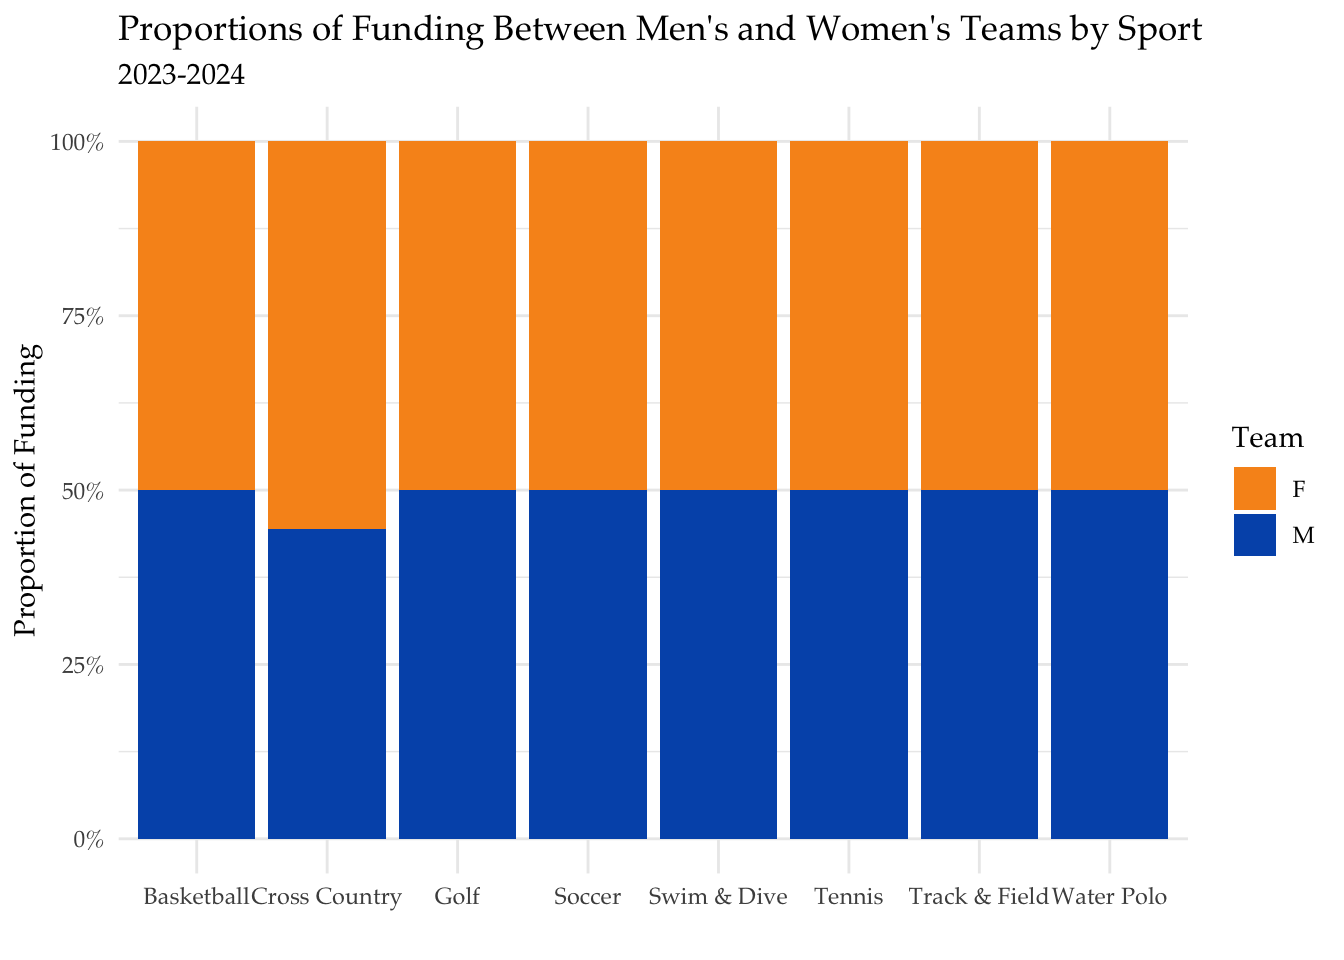 Proportions of Funding Between Men's and Women's Teams by Sport
2023-2024
100%
75%
50%
25%
0%
Proportion of Funding
Team
F
M
Basketball Cross Country Golf Soccer Swim & Dive Tennis Track & Field Water Polo